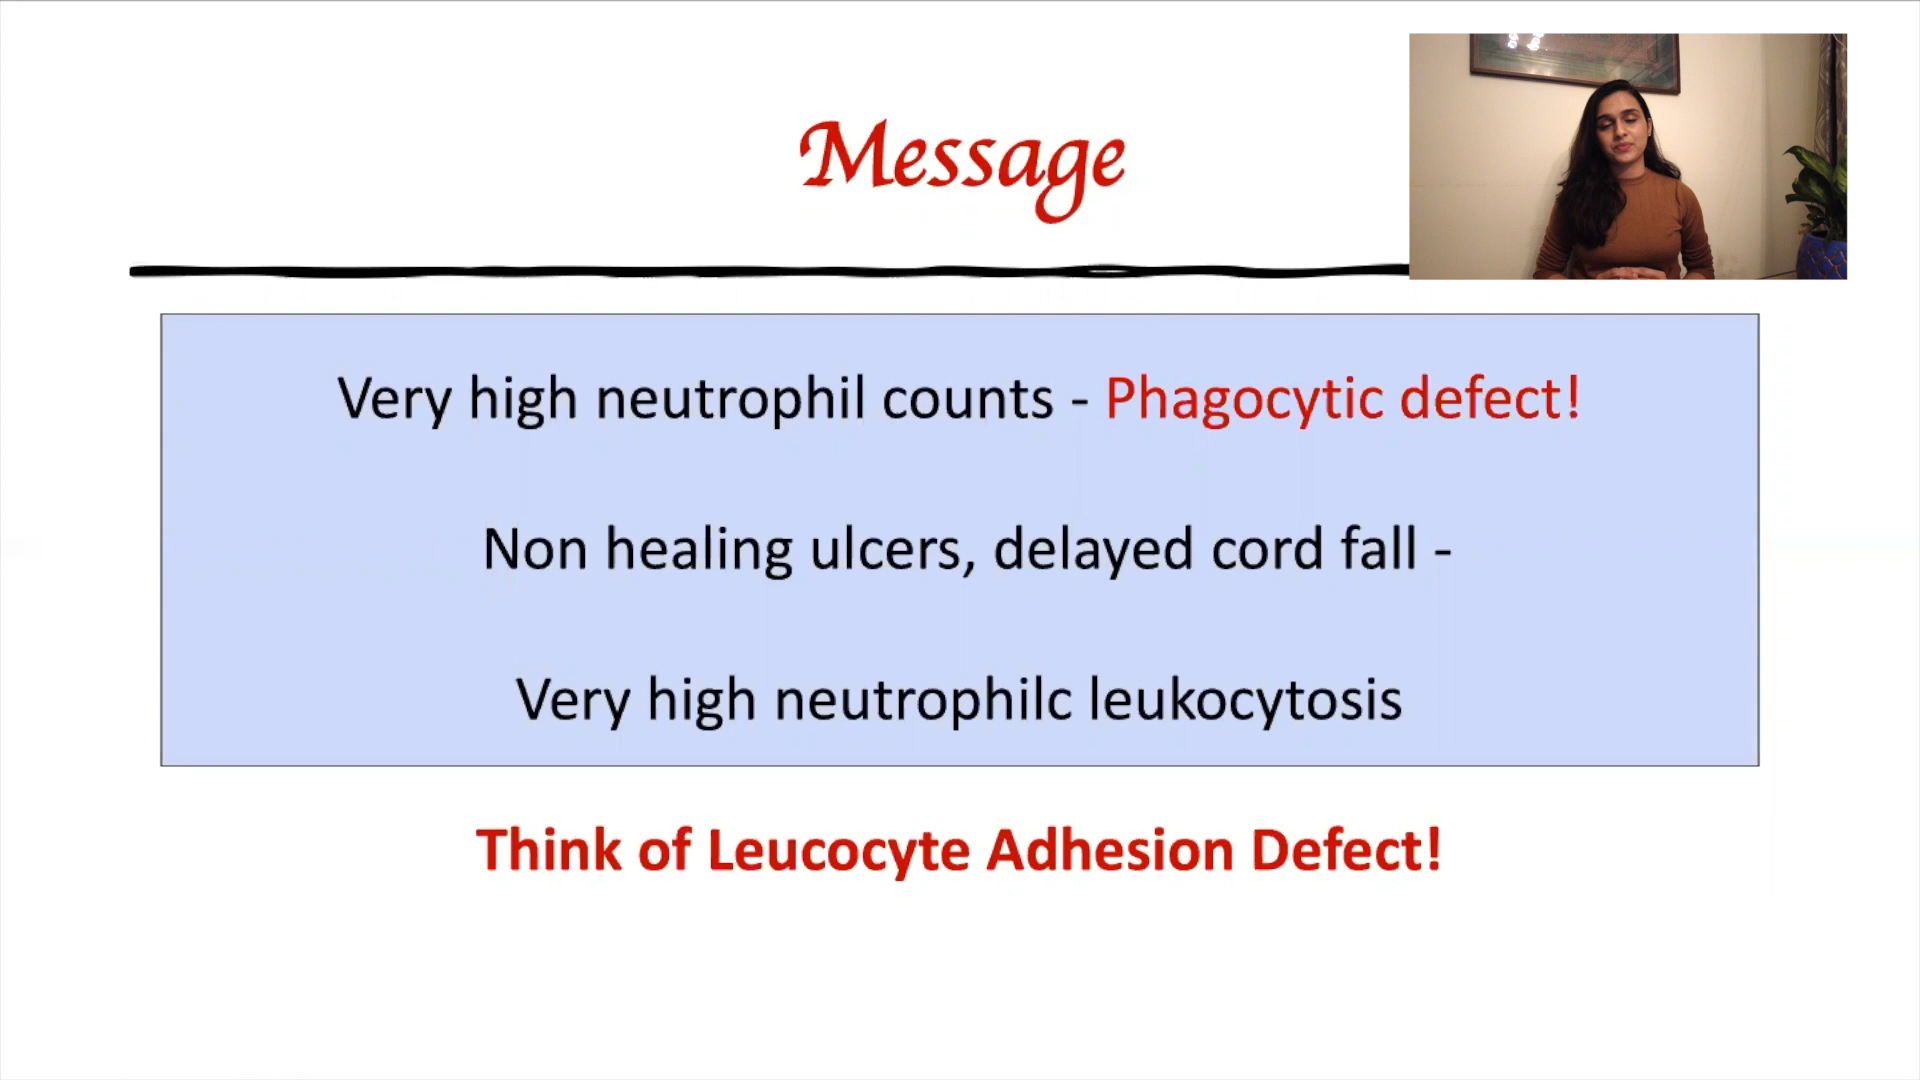 Message
Very high neutrophil counts - Phagocytic defect!
Non healing ulcers, delayed cord fall -
Very high neutrophilc leukocytosis
Think of Leucocyte Adhesion Defect!